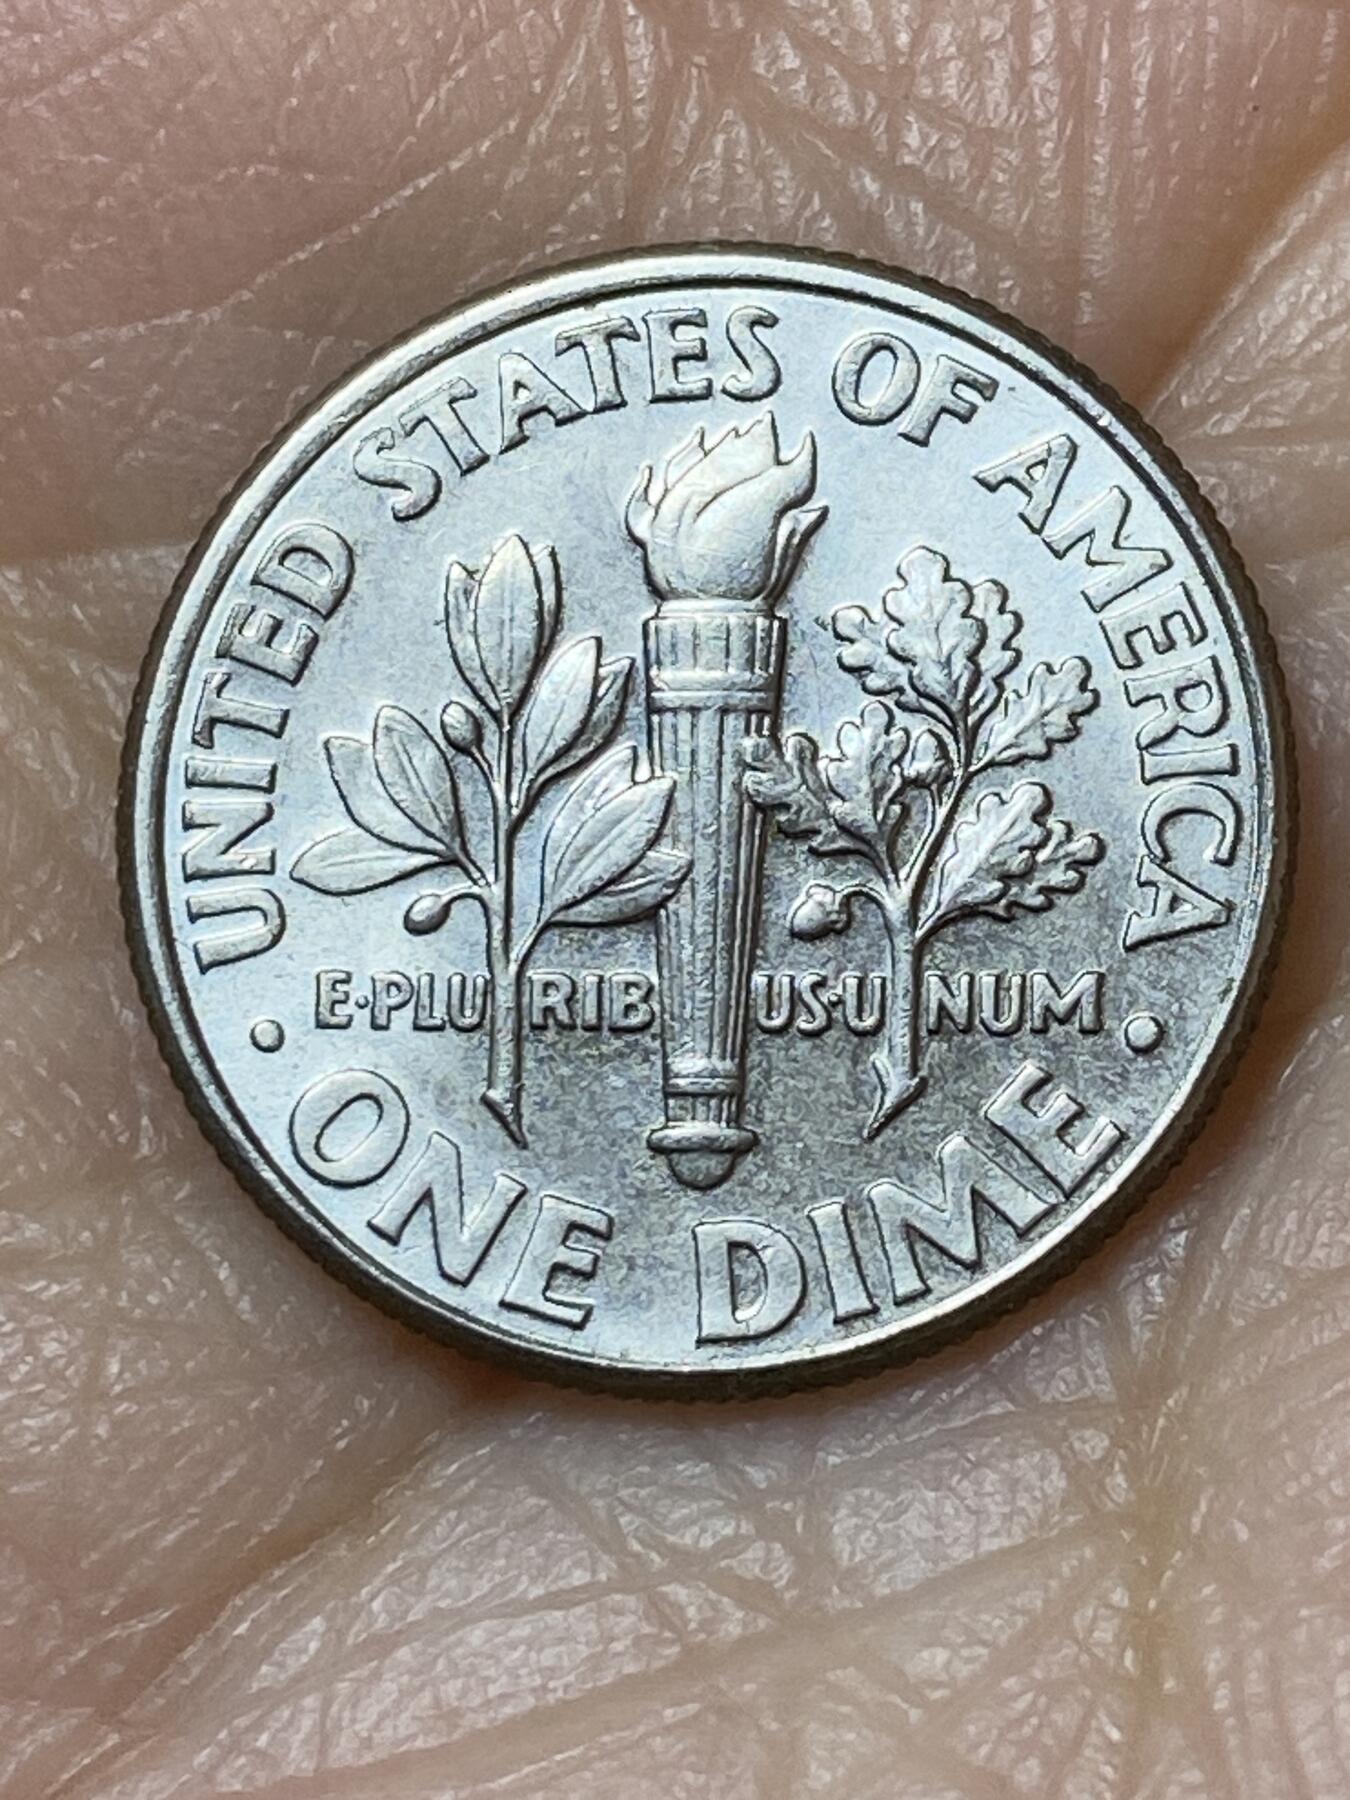 UNITED STATES OF AMERICA
E·PLURIBUS·UNUM
· ONE DIME ·